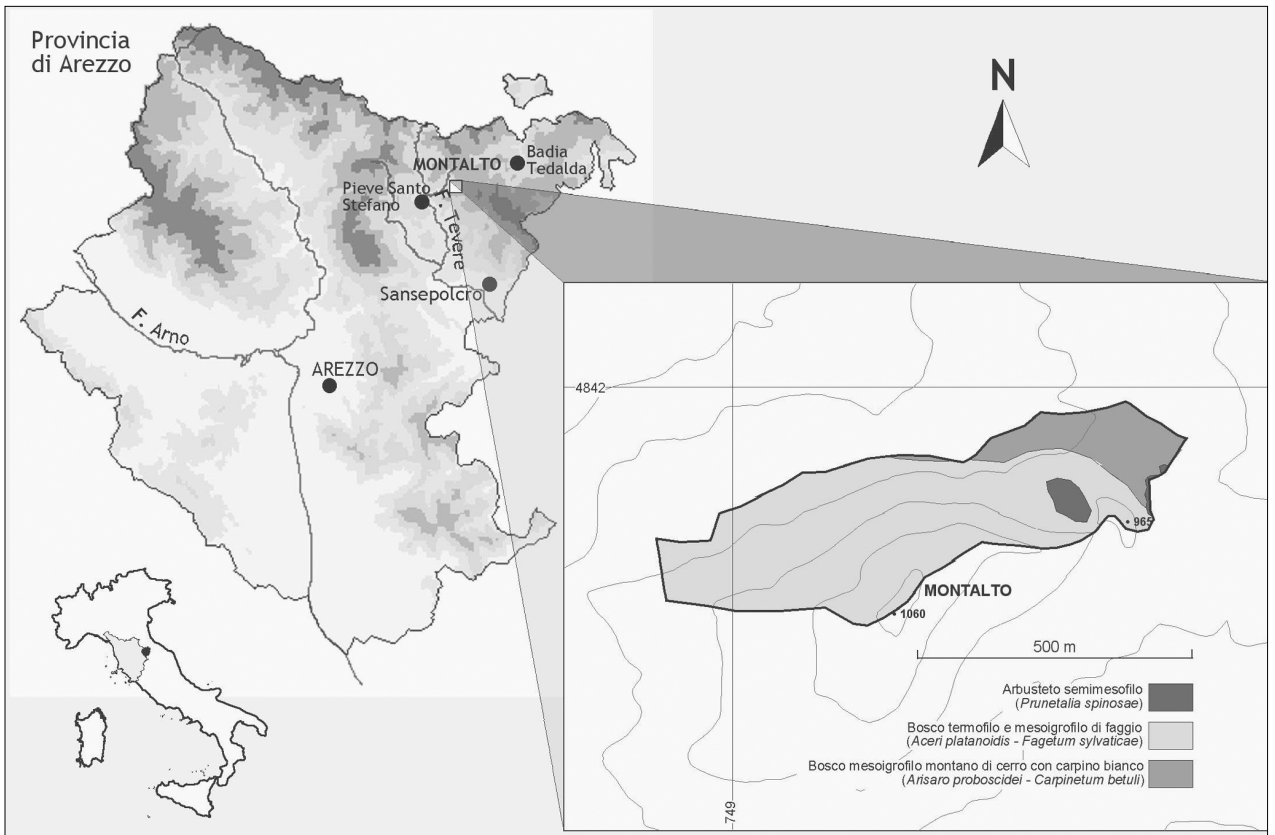 Provincia
di Arezzo
N
MONTALTO
Badia
Tedalda
Pieve Santo
Stefano
F. Tevere
Sansepolcro
F. Arno
AREZZO
4842
965
MONTALTO
1060
500 m
Arbusteto semimesofilo
(Prunetalia spinosae)
Bosco termofilo e mesoigrofilo di faggio
(Aceri platanoidis - Fagetum sylvaticae)
Bosco mesoigrofilo montano di cerro con carpino bianco
(Arisaro proboscidei - Carpinetum betuli)
749